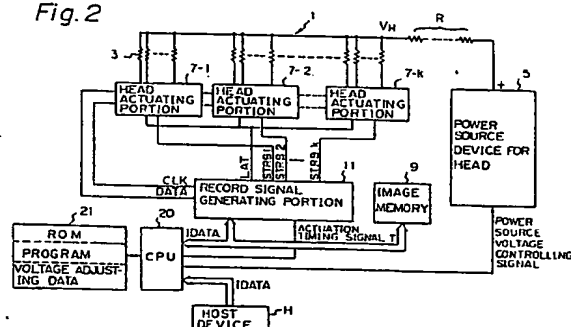 Fig. 2
1
VH
R
3
7-1
7-2
7-k
5
+
HEAD
ACTUATING
PORTION
HEAD
ACTUATING
PORTION
HEAD
ACTUATING
PORTION
POWER
SOURCE
DEVICE FOR
HEAD
LAT
STRB1
STRB2
STRB k
CLK
DATA
11
RECORD SIGNAL
GENERATING PORTION
9
IMAGE
MEMORY
21
20
IDATA
ACTUATION
TIMING SIGNAL T
POWER
SOURCE
VOLTAGE
CONTROLLING
SIGNAL
ROM
PROGRAM
VOLTAGE ADJUST-
ING DATA
CPU
IDATA
H
HOST
DEVICE